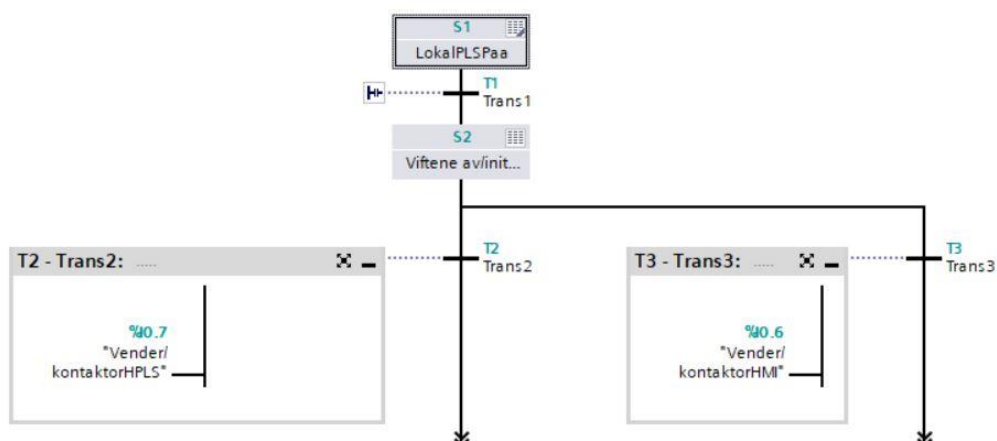 S1
LokalPLSPaa
T1
Trans1
S2
Viftene av/init...
T2
Trans2
T3
Trans3
T2 - Trans2: .....
%I0.7
"Vender/
kontaktorHPLS"
T3 - Trans3: .....
%I0.6
"Vender/
kontaktorHMI"